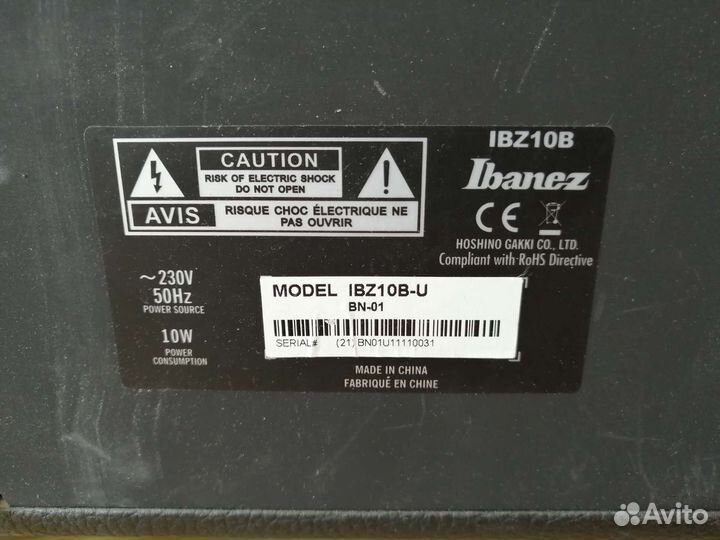 IBZ10B
Ibanez
CE
HOSHINO GAKKI CO., LTD.
Compliant with RoHS Directive
CAUTION
RISK OF ELECTRIC SHOCK
DO NOT OPEN
AVIS
RISQUE CHOC ÉLECTRIQUE NE
PAS OUVRIR
~230V
50Hz
POWER SOURCE
10W
POWER
CONSUMPTION
MODEL IBZ10B-U
BN-01
SERIAL# (21)BN01U11110031
MADE IN CHINA
FABRIQUÉ EN CHINE
Avito